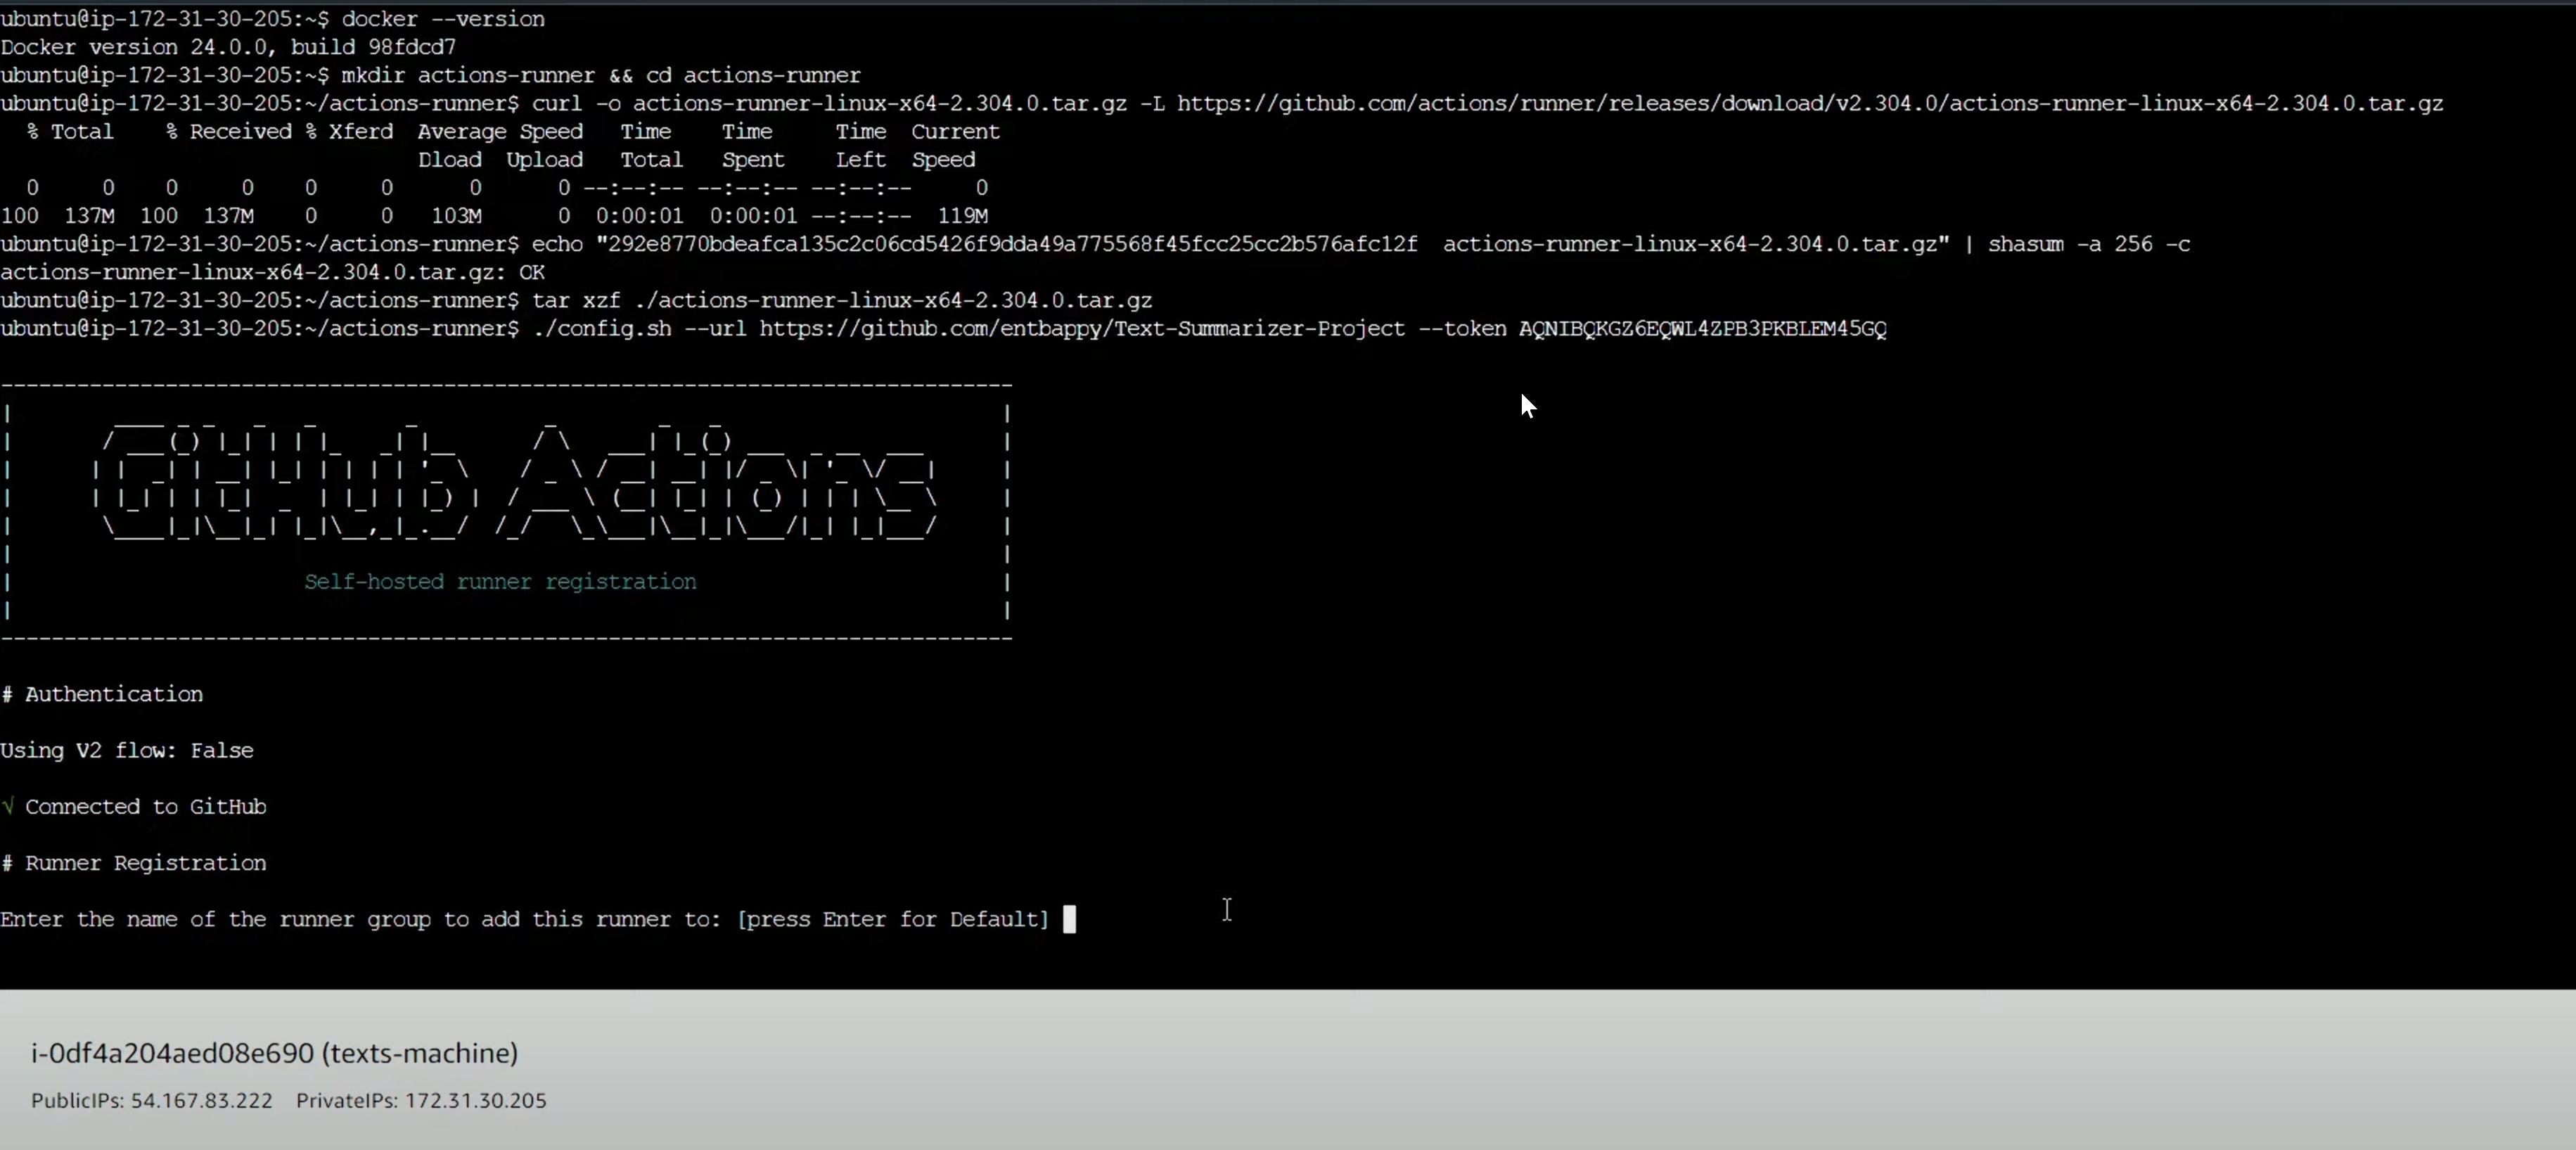 ubuntu@ip-172-31-30-205:~$ docker --version
Docker version 24.0.0, build 98fdcd7
ubuntu@ip-172-31-30-205:~$ mkdir actions-runner && cd actions-runner
ubuntu@ip-172-31-30-205:~/actions-runner$ curl -o actions-runner-linux-x64-2.304.0.tar.gz -L https://github.com/actions/runner/releases/download/v2.304.0/actions-runner-linux-x64-2.304.0.tar.gz
% Total % Received % Xferd Average Speed Time Time Time Current
Dload Upload Total Spent Left Speed
0 0 0 0 0 0 0 0 --:--:-- --:--:-- --:--:-- 0
100 137M 100 137M 0 0 103M 0 0:00:01 0:00:01 --:--:-- 119M
ubuntu@ip-172-31-30-205:~/actions-runner$ echo "292e8770bdeafca135c2c06cd5426f9dda49a775568f45fcc25cc2b576afc12f  actions-runner-linux-x64-2.304.0.tar.gz" | shasum -a 256 -c
actions-runner-linux-x64-2.304.0.tar.gz: OK
ubuntu@ip-172-31-30-205:~/actions-runner$ tar xzf ./actions-runner-linux-x64-2.304.0.tar.gz
ubuntu@ip-172-31-30-205:~/actions-runner$ ./config.sh --url https://github.com/entbappy/Text-Summarizer-Project --token AQNIBQKGZ6EQWL4ZPB3PKBLEM45GQ
GitHub Actions
Self-hosted runner registration
# Authentication
Using V2 flow: False
√ Connected to GitHub
# Runner Registration
Enter the name of the runner group to add this runner to: [press Enter for Default]
i-0df4a204aed08e690 (texts-machine)
PublicIPs: 54.167.83.222 PrivateIPs: 172.31.30.205